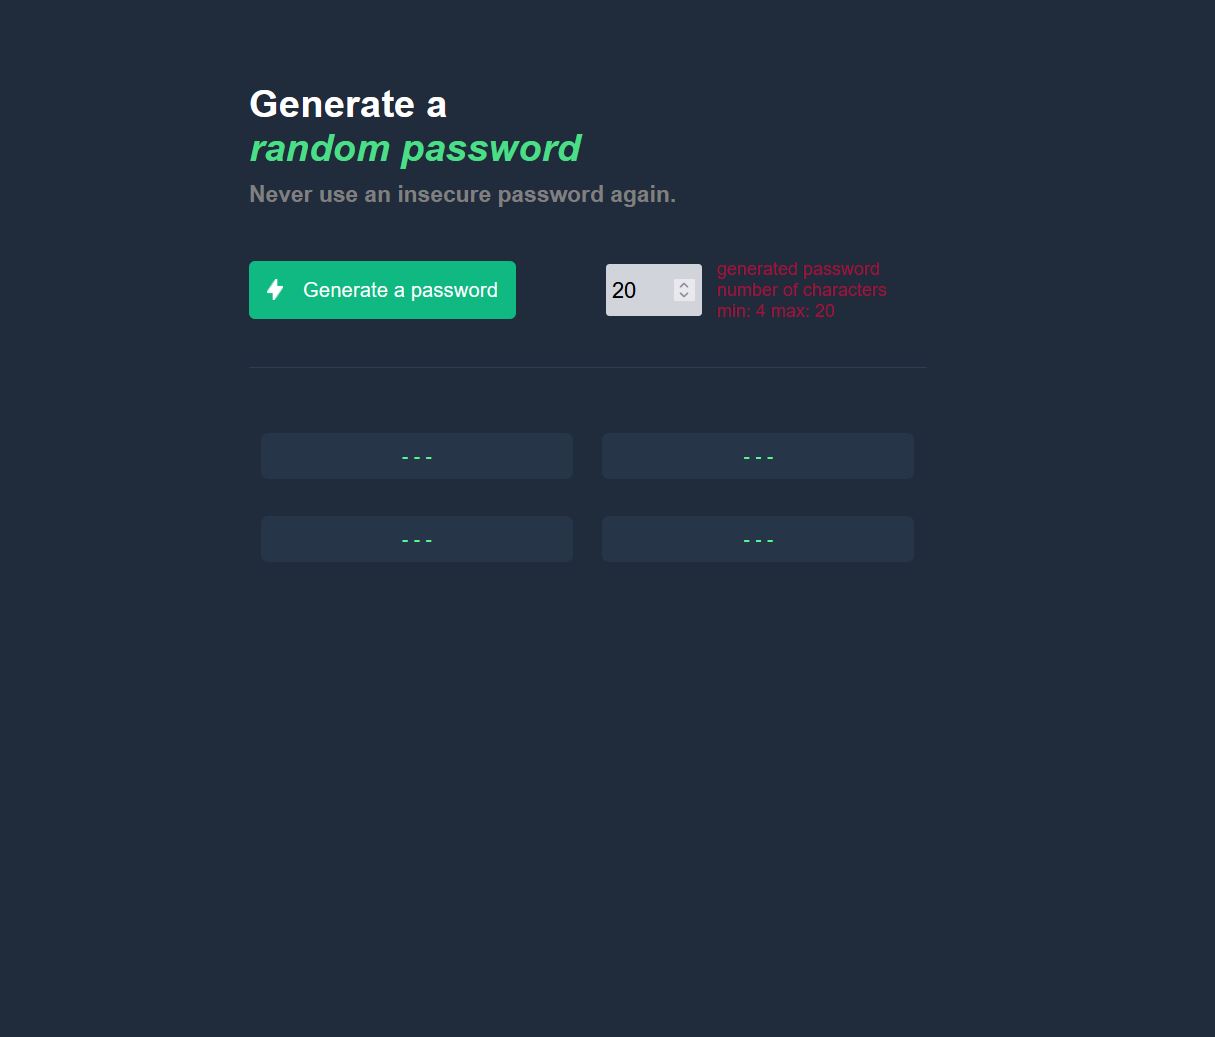 Generate a
random password
Never use an insecure password again.
Generate a password
20
generated password
number of characters
min: 4 max: 20
--- ---
--- ---